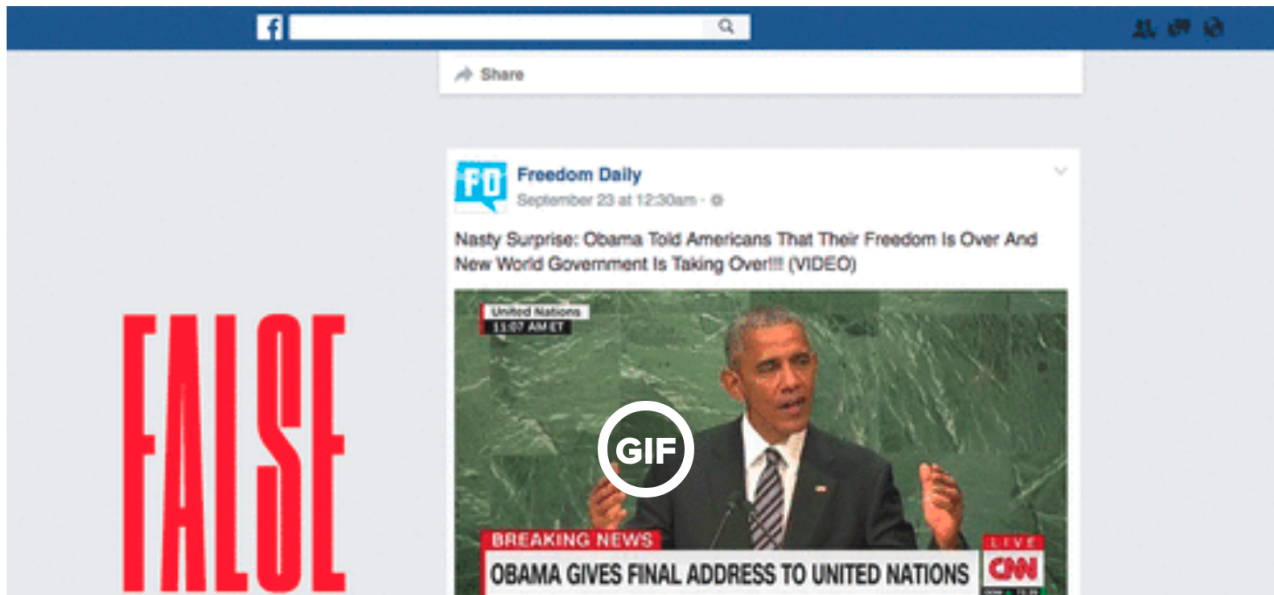 f
Share
FD
Freedom Daily
September 23 at 12:30am
Nasty Surprise: Obama Told Americans That Their Freedom Is Over And
New World Government Is Taking Over!!! (VIDEO)
United Nations
11:07 AM ET
FALSE
GIF
BREAKING NEWS
LIVE
OBAMA GIVES FINAL ADDRESS TO UNITED NATIONS
CNN